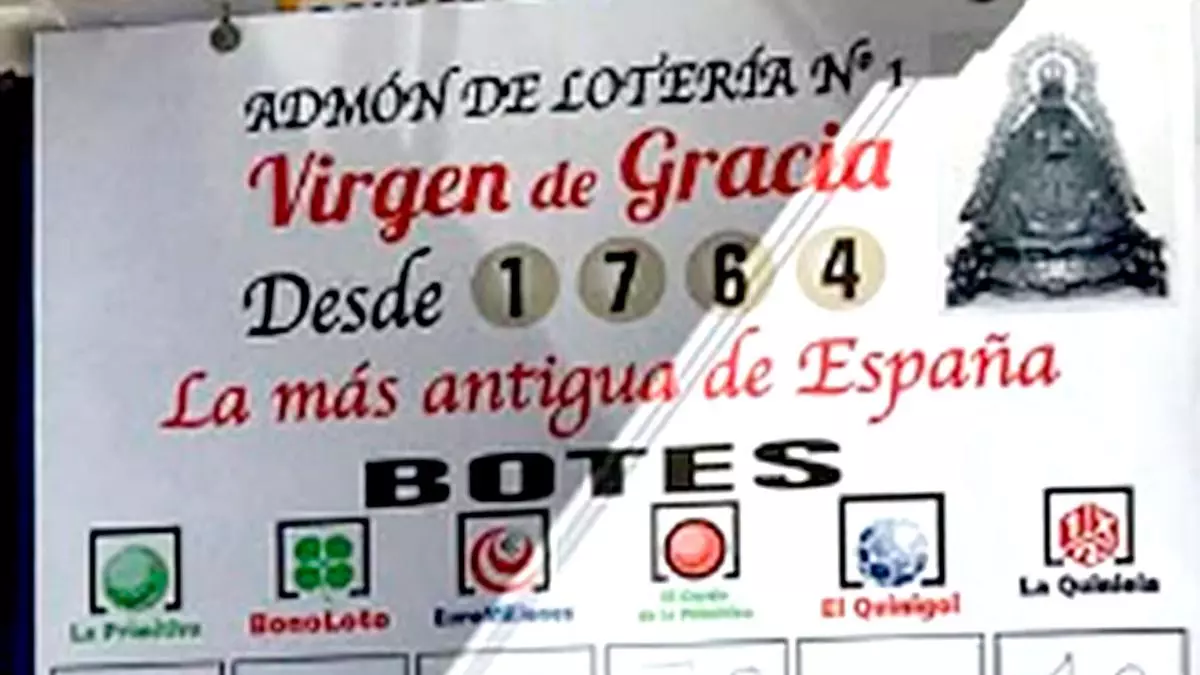 ADMÓN DE LOTERÍA Nº 1
Virgen de Gracia
Desde 1764
La más antigua de España
BOTES
La Primitiva
BonoLoto
EuroMillones
El Gordo
de la Primitiva
El Quinigol
La Quiniela